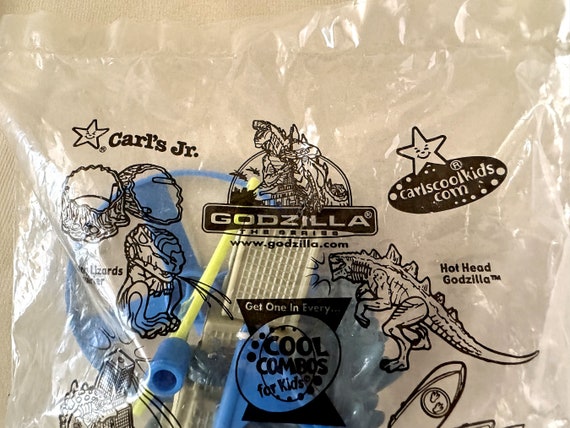 Carl's Jr.
®
carlscoolkids
.com
GODZILLA®
THE SERIES
www.godzilla.com
Lizards
Hot Head
Godzilla™
Get One In Every...
COOL
COMBOS
for Kids